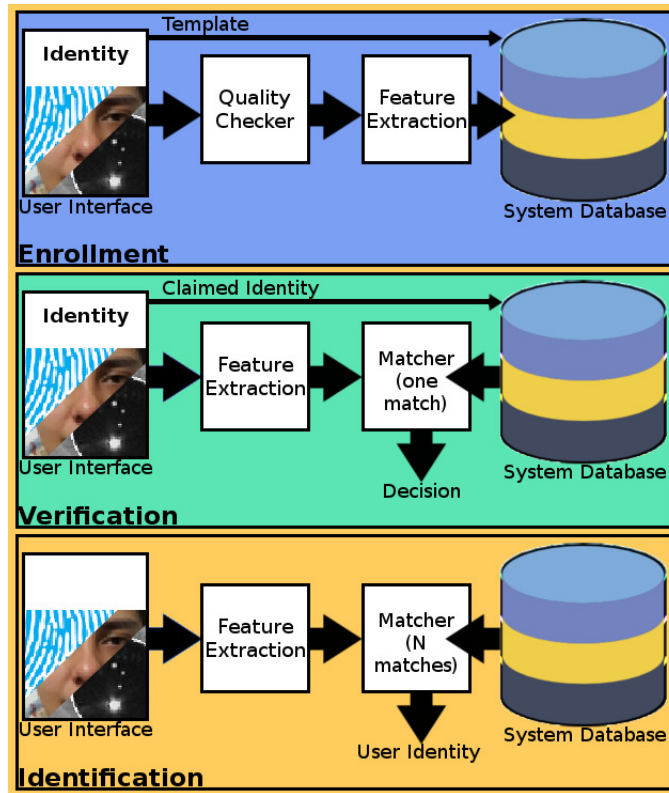 Template
Identity
Quality
Checker
Feature
Extraction
User Interface
System Database
Enrollment
Claimed Identity
Identity
Feature
Extraction
Matcher
(one
match)
User Interface
System Database
Decision
Verification
Feature
Extraction
Matcher
(N
matches)
User Interface
System Database
User Identity
Identification